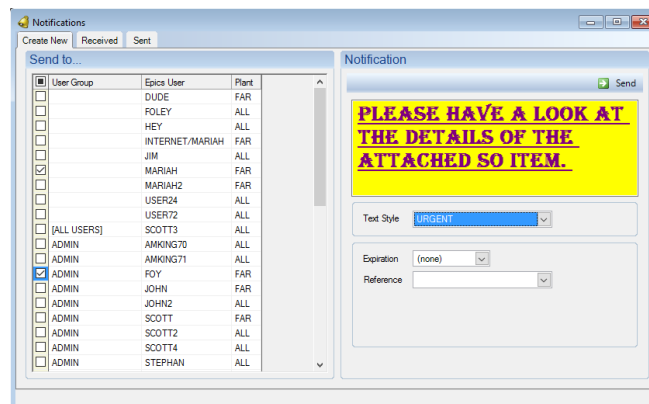 Notifications
Create New Received Sent
Send to...
User Group Epics User Plant
DUDE FAR
FOLEY ALL
HEY ALL
INTERNET/MARIAH FAR
JIM ALL
MARIAH FAR
MARIAH2 FAR
USER24 ALL
USER72 ALL
[ALL USERS] SCOTT3 ALL
ADMIN AMKING70 ALL
ADMIN AMKING71 ALL
ADMIN FOY FAR
ADMIN JOHN FAR
ADMIN JOHN2 ALL
ADMIN SCOTT FAR
ADMIN SCOTT2 ALL
ADMIN SCOTT4 ALL
ADMIN STEPHAN ALL
Notification
Send
PLEASE HAVE A LOOK AT
THE DETAILS OF THE
ATTACHED SO ITEM.
Text Style URGENT
Expiration (none)
Reference